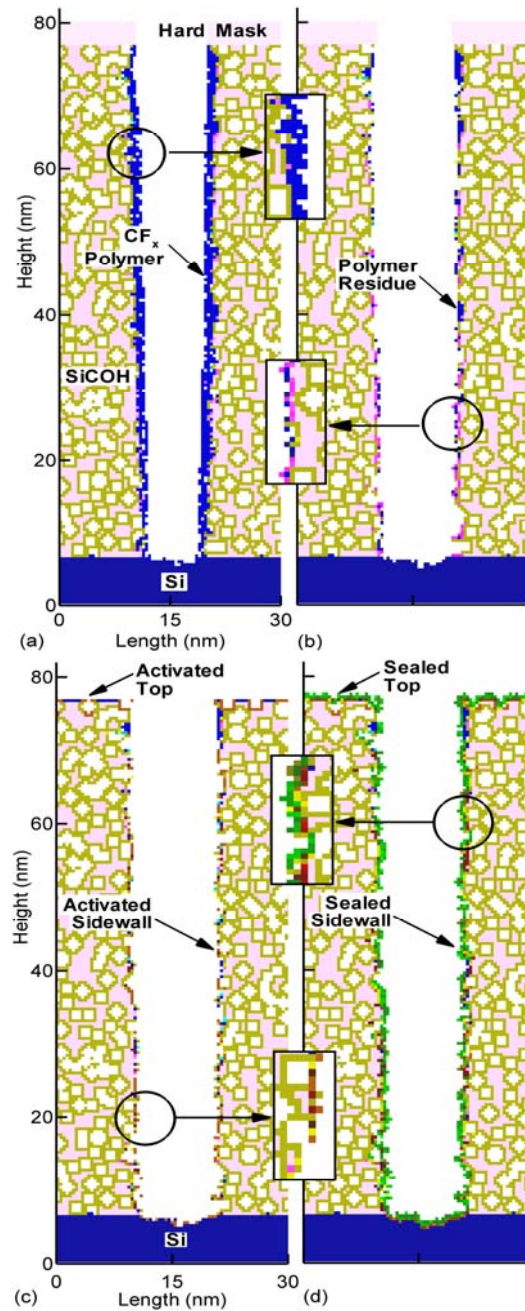 80
Hard Mask
60
Height (nm)
CFx
Polymer
Polymer
Residue
40
SiCOH
20
Si
0
(a)
0
15
30
Length (nm)
(b)
80
Activated
Top
Sealed
Top
60
Height (nm)
Activated
Sidewall
Sealed
Sidewall
40
20
Si
0
(c)
0
15
30
Length (nm)
(d)